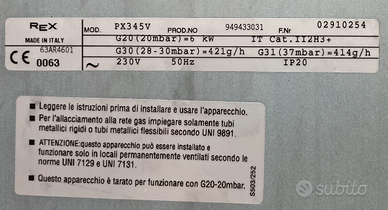 REX
MADE IN ITALY
CE 63AR4601
0063
MOD. PX345V PROD.NO 949433031 F.Nr 02910254
G20(20mbar)=6 kW IT Cat.II2H3+
G30(28-30mbar)=421g/h G31(37mbar)=414g/h
~ 230V 50Hz IP20
• Leggere le istruzioni prima di installare e usare l'apparecchio.
• Per l'allacciamento alla rete gas impiegare solamente tubi
metallici rigidi o tubi metallici flessibili secondo UNI 9891.
• ATTENZIONE: questo apparecchio può essere installato e
funzionare solo in locali permanentemente ventilati secondo le
norme UNI 7129 e UNI 7131.
• Questo apparecchio è tarato per funzionare con G20-20mbar.
S503/252
subito